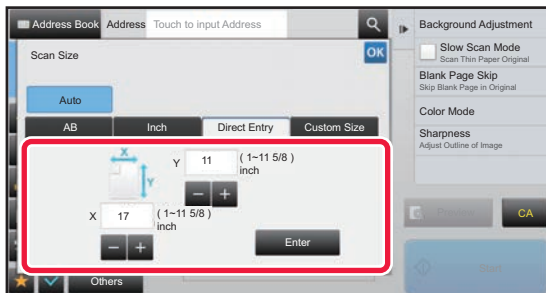 Address Book
Address
Touch to input Address
Scan Size
OK
Auto
AB
Inch
Direct Entry
Custom Size
X
Y
Y
11
( 1~11 5/8 )
inch
X
17
( 1~11 5/8 )
inch
Enter
Others
Background Adjustment
Slow Scan Mode
Scan Thin Paper Original
Blank Page Skip
Skip Blank Page in Original
Color Mode
Sharpness
Adjust Outline of Image
Preview
CA
Start